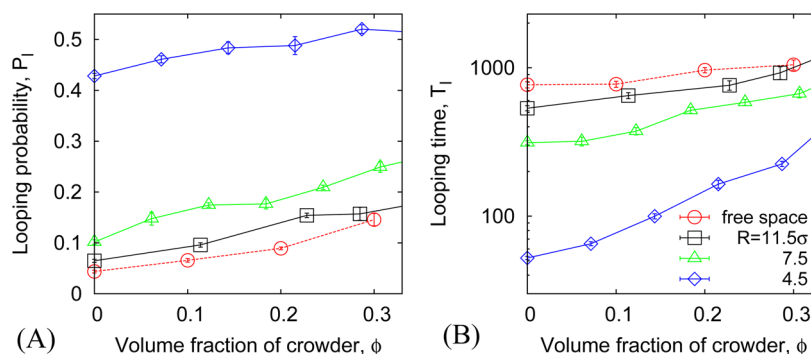 0.5
0.4
0.3
0.2
0.1
0
Looping probability, P_l
0
0.1
0.2
0.3
Volume fraction of crowder, ϕ
(A)
1000
100
Looping time, T_l
0
0.1
0.2
0.3
Volume fraction of crowder, ϕ
(B)
free space
R=11.5σ
7.5
4.5